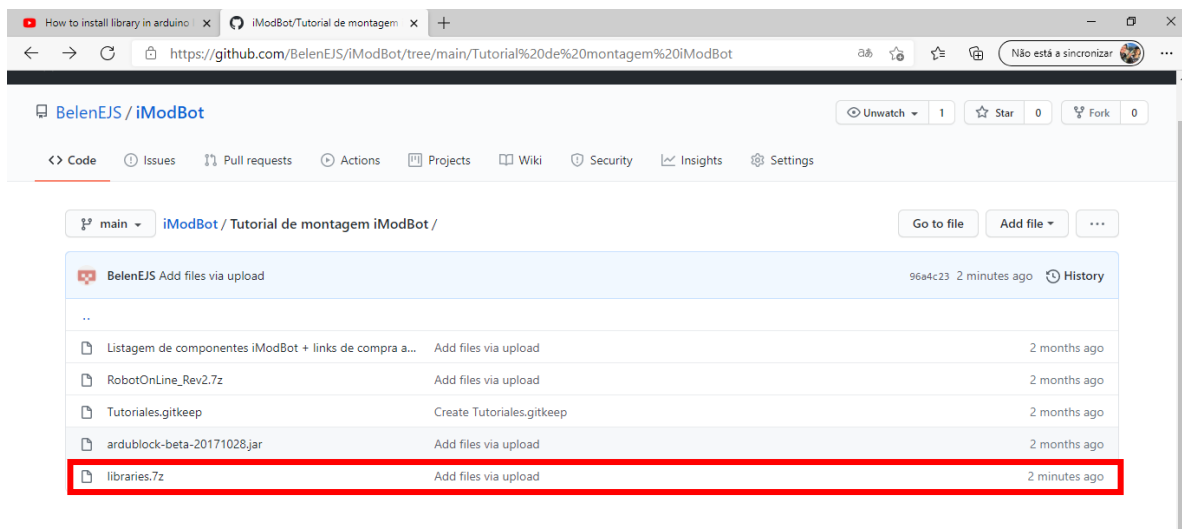 How to install library in arduino
iModBot/Tutorial de montagem
https://github.com/BelenEJS/iModBot/tree/main/Tutorial%20de%20montagem%20iModBot
Não está a sincronizar
BelenEJS / iModBot
Unwatch 1
Star 0
Fork 0
Code
Issues
Pull requests
Actions
Projects
Wiki
Security
Insights
Settings
main
iModBot / Tutorial de montagem iModBot /
Go to file
Add file
...
BelenEJS Add files via upload
96a4c23 2 minutes ago History
..
Listagem de componentes iModBot + links de compra a... Add files via upload 2 months ago
RobotOnLine_Rev2.7z Add files via upload 2 months ago
Tutoriales.gitkeep Create Tutoriales.gitkeep 2 months ago
ardublock-beta-20171028.jar Add files via upload 2 months ago
libraries.7z Add files via upload 2 minutes ago